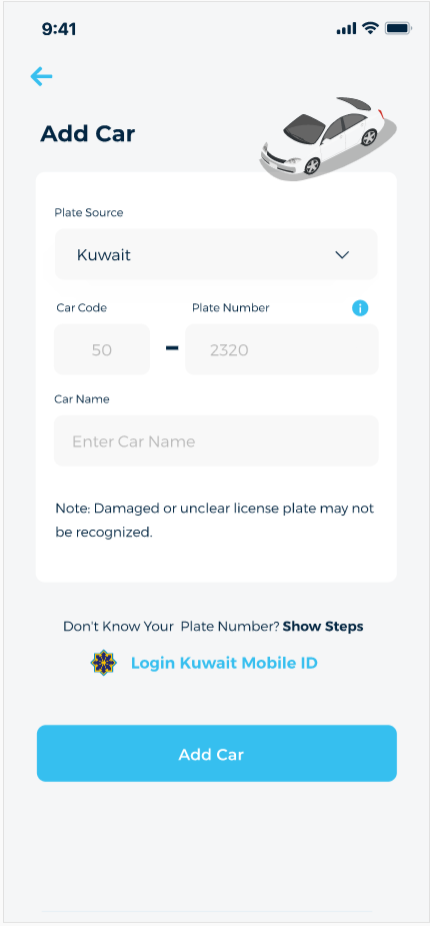 9:41
Add Car
Plate Source
Kuwait
Car Code
Plate Number
50
-
2320
Car Name
Enter Car Name
Note: Damaged or unclear license plate may not
be recognized.
Don't Know Your Plate Number? Show Steps
Login Kuwait Mobile ID
Add Car